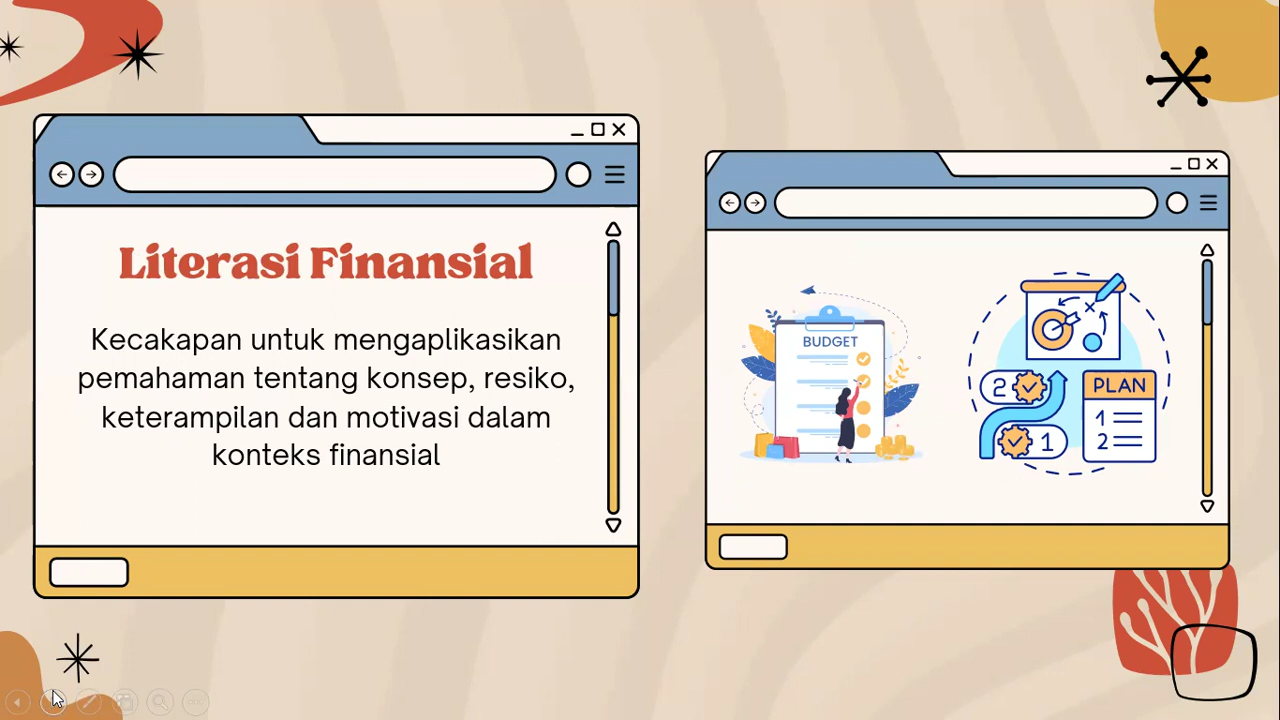 Literasi Finansial
Kecakapan untuk mengaplikasikan
pemahaman tentang konsep, resiko,
keterampilan dan motivasi dalam
konteks finansial
BUDGET
2
1
PLAN
1
2